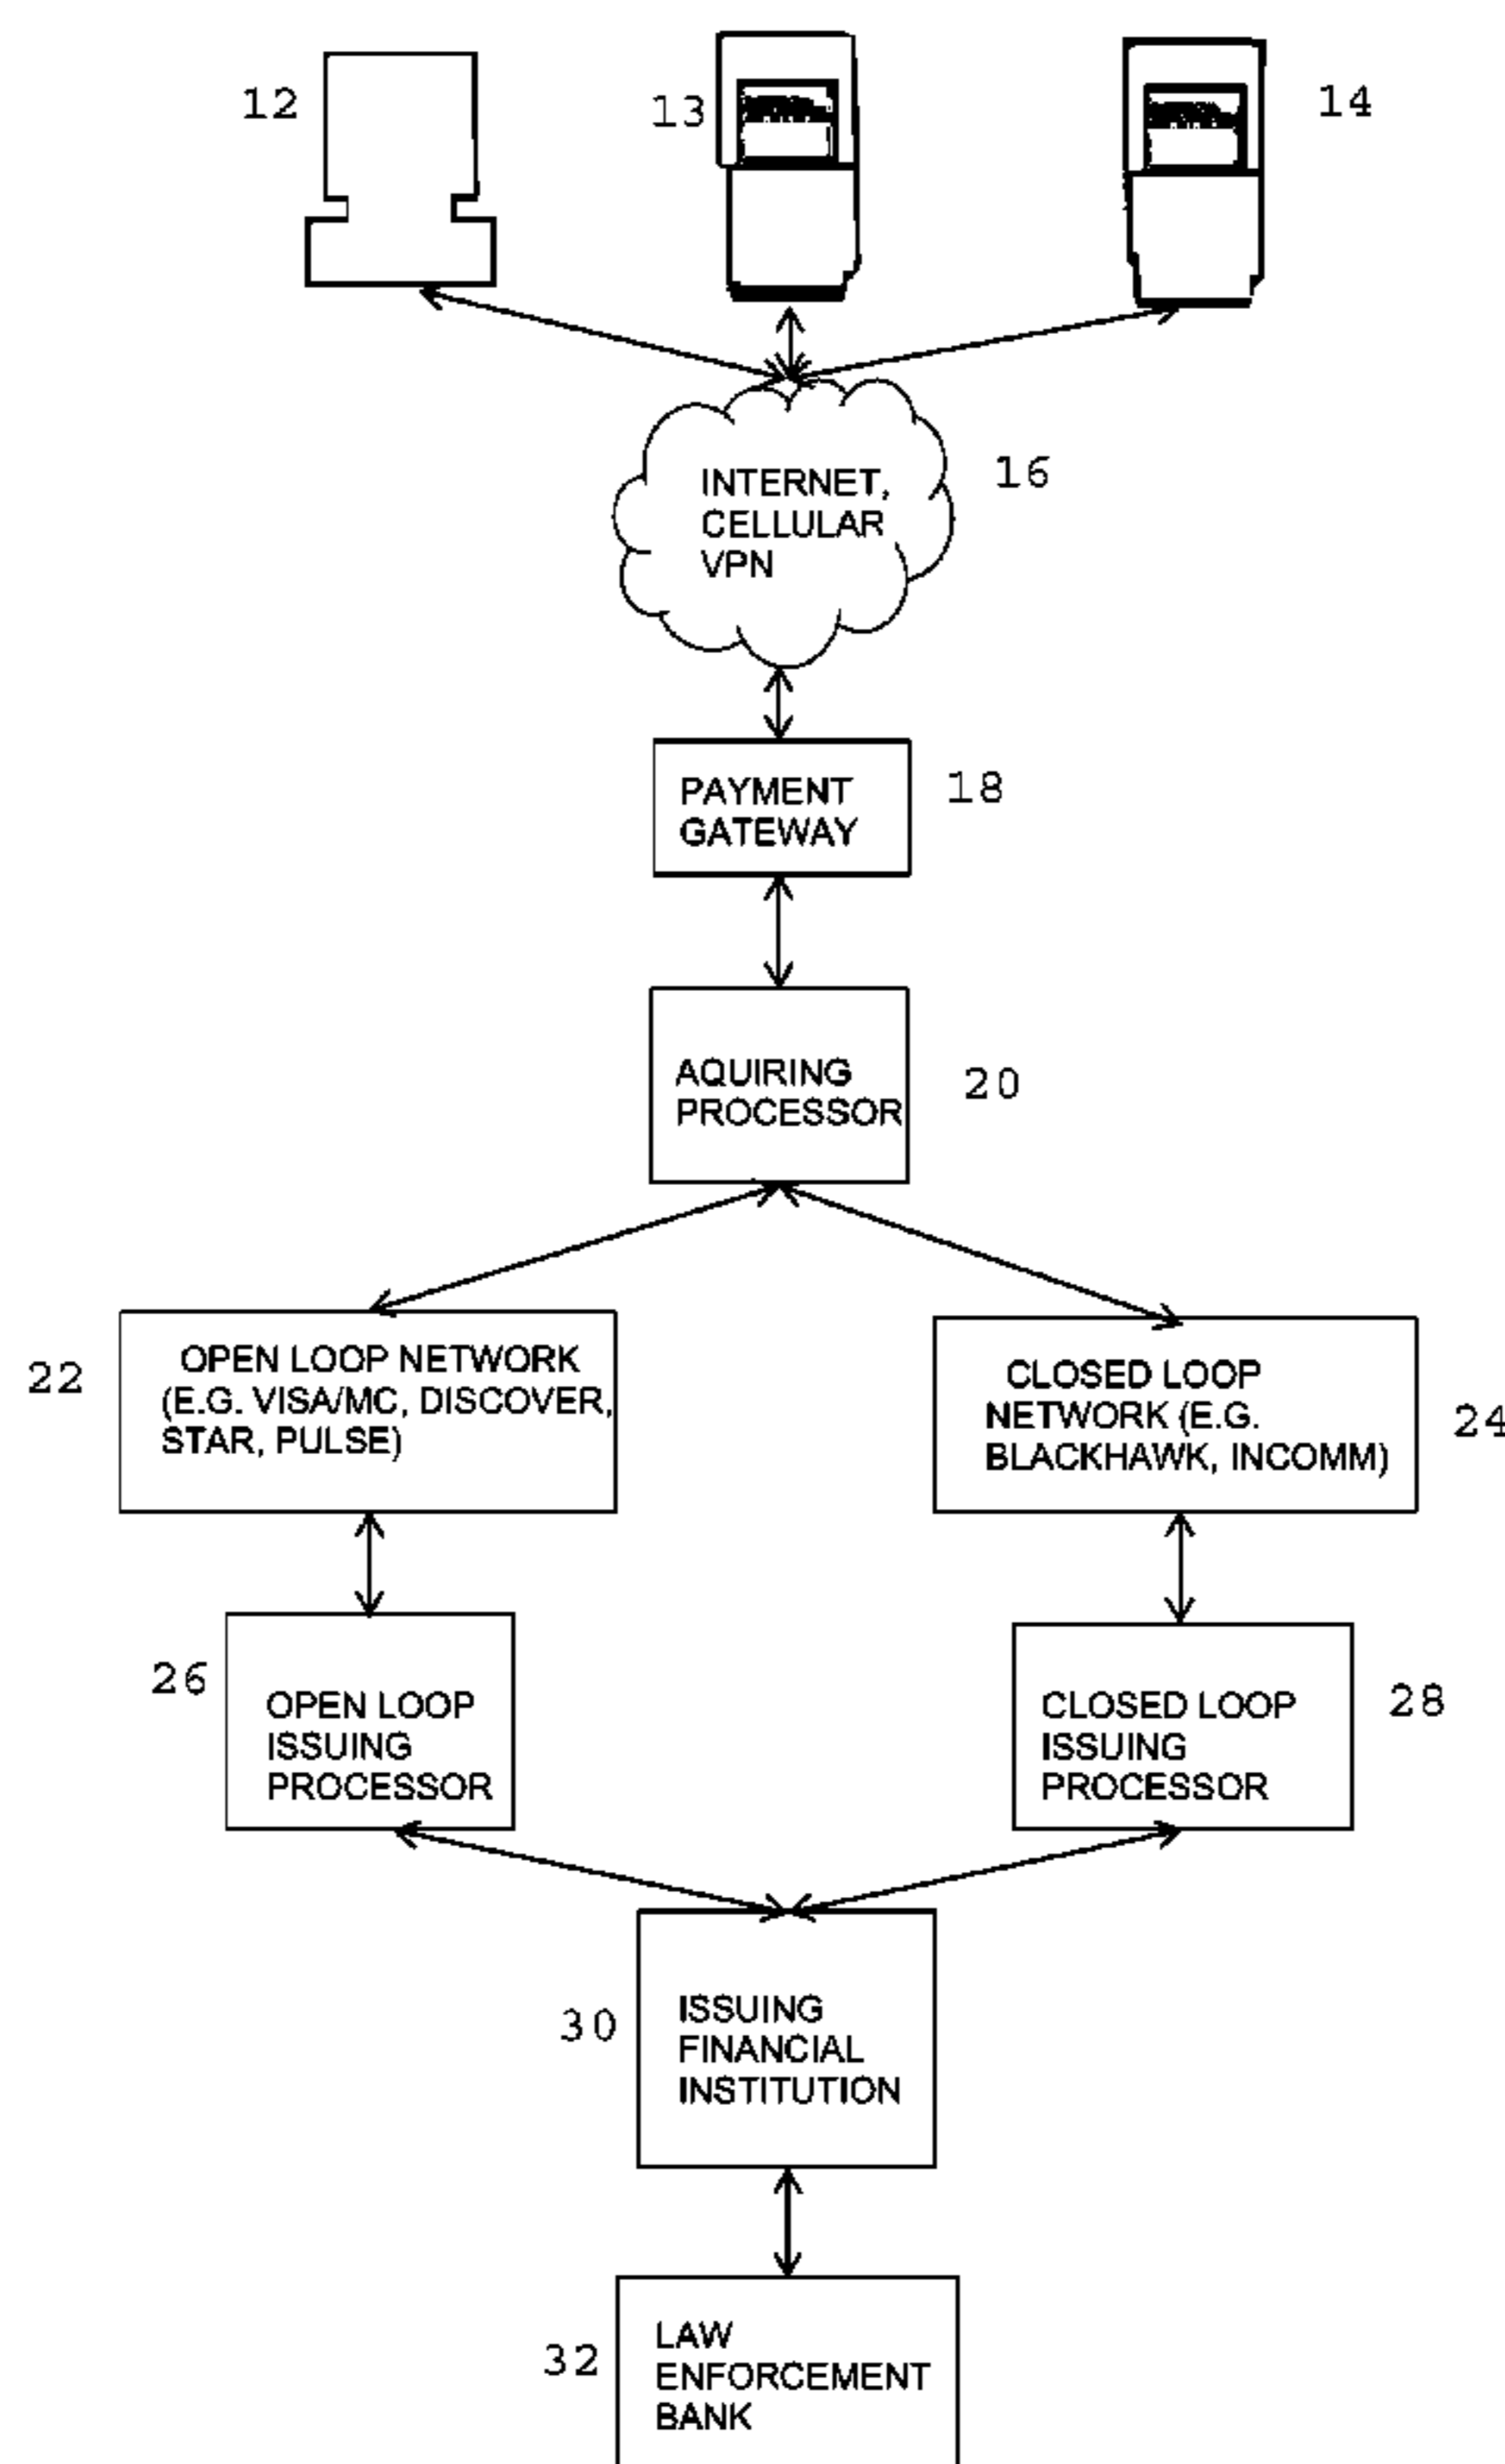 12
13
14
INTERNET,
CELLULAR
VPN
16
PAYMENT
GATEWAY
18
AQUIRING
PROCESSOR
20
22
OPEN LOOP NETWORK
(E.G. VISA/MC, DISCOVER,
STAR, PULSE)
CLOSED LOOP
NETWORK (E.G.
BLACKHAWK, INCOMM)
24
26
OPEN LOOP
ISSUING
PROCESSOR
CLOSED LOOP
ISSUING
PROCESSOR
28
30
ISSUING
FINANCIAL
INSTITUTION
32
LAW
ENFORCEMENT
BANK